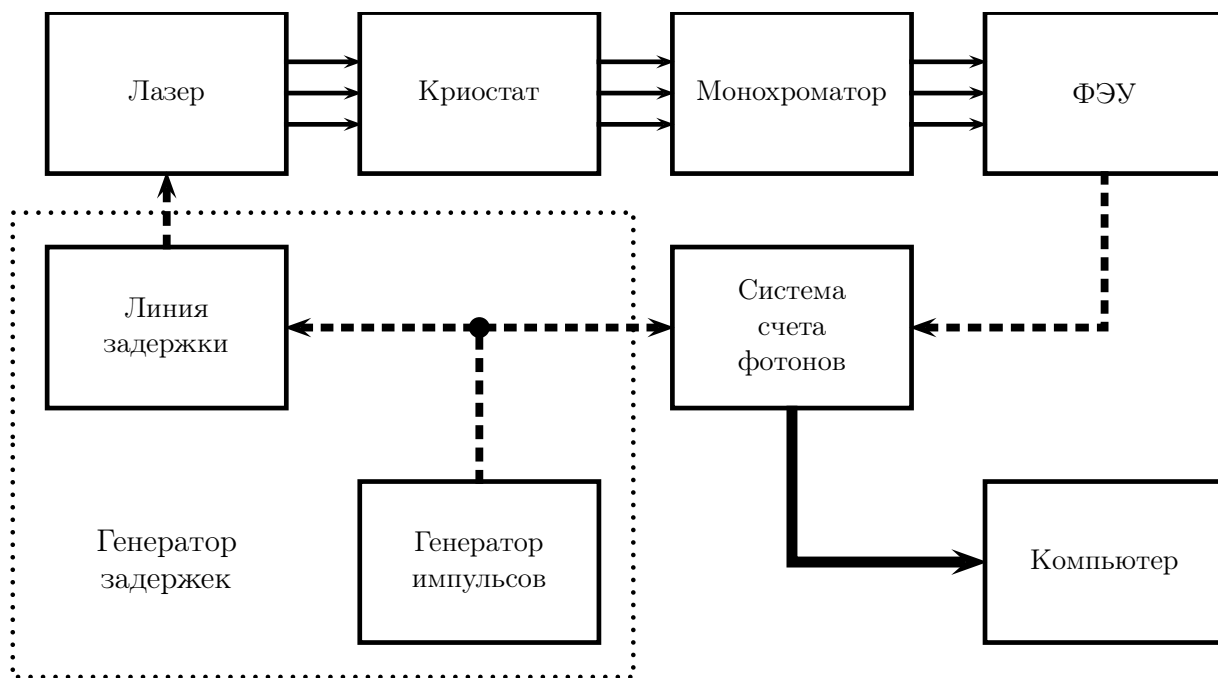 Лазер
Криостат
Монохроматор
ФЭУ
Линия
задержки
Система
счета
фотонов
Генератор
задержек
Генератор
импульсов
Компьютер